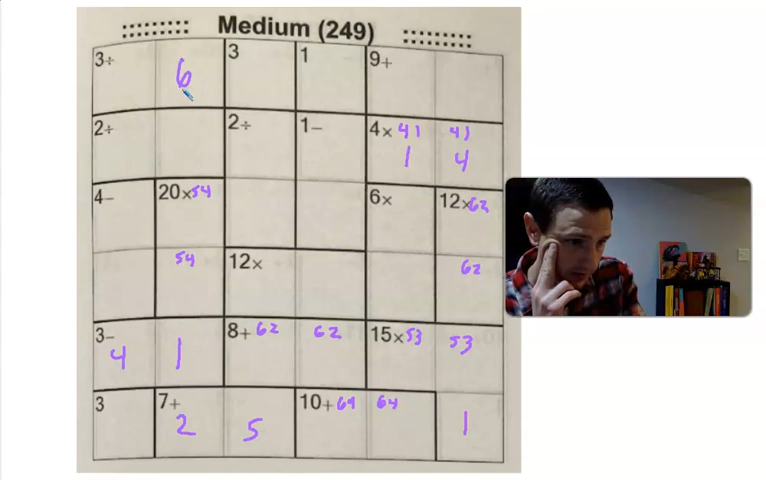 Medium (249)
3÷ 3 1 9+
6
2÷ 2÷ 1− 4× 41 41
1 4
4− 20× 54 6× 12× 62
54 12× 62
3− 8+ 62 62 15× 53 53
4 1
3 7+ 10+ 64 64
2 5 1